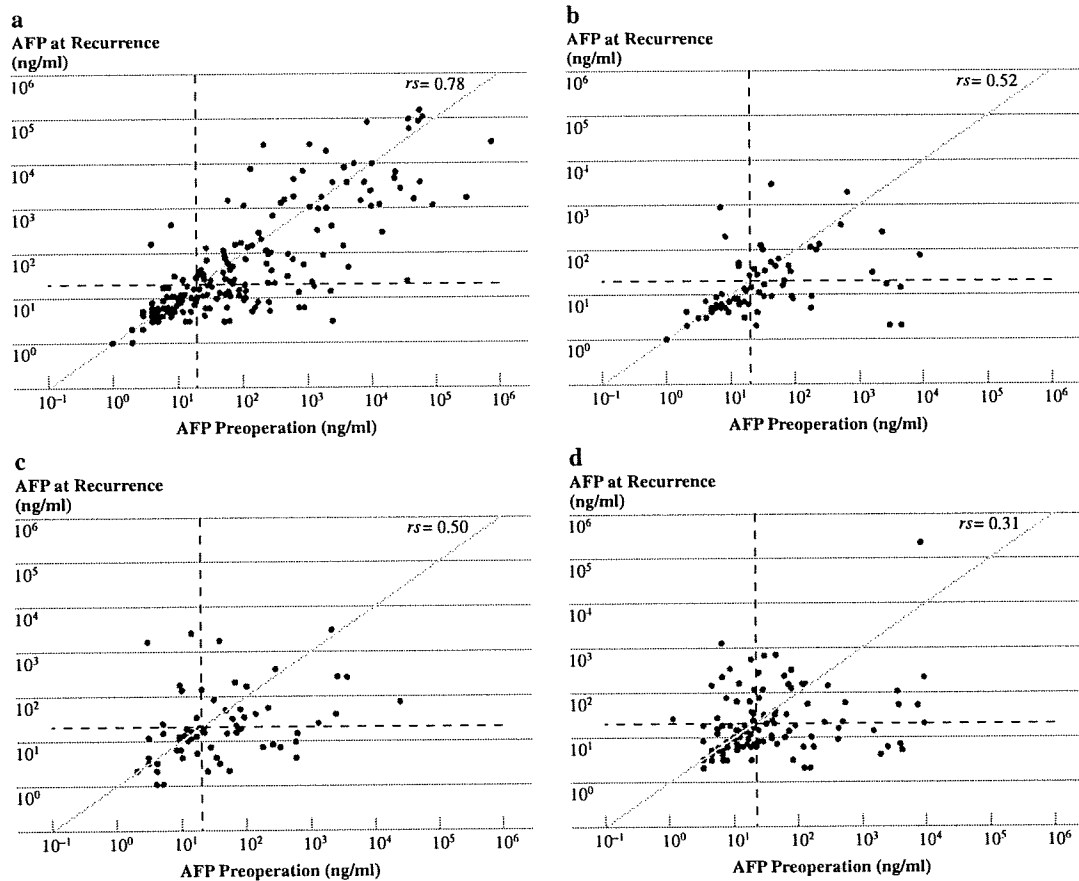 a
AFP at Recurrence
(ng/ml)
rs= 0.78
10⁶
10⁵
10⁴
10³
10²
10¹
10⁰
10⁻¹ 10⁰ 10¹ 10² 10³ 10⁴ 10⁵ 10⁶
AFP Preoperation (ng/ml)
b
AFP at Recurrence
(ng/ml)
rs= 0.52
10⁶
10⁵
10⁴
10³
10²
10¹
10⁰
10⁻¹ 10⁰ 10¹ 10² 10³ 10⁴ 10⁵ 10⁶
AFP Preoperation (ng/ml)
c
AFP at Recurrence
(ng/ml)
rs= 0.50
10⁶
10⁵
10⁴
10³
10²
10¹
10⁰
10⁻¹ 10⁰ 10¹ 10² 10³ 10⁴ 10⁵ 10⁶
AFP Preoperation (ng/ml)
d
AFP at Recurrence
(ng/ml)
rs= 0.31
10⁶
10⁵
10⁴
10³
10²
10¹
10⁰
10⁻¹ 10⁰ 10¹ 10² 10³ 10⁴ 10⁵ 10⁶
AFP Preoperation (ng/ml)